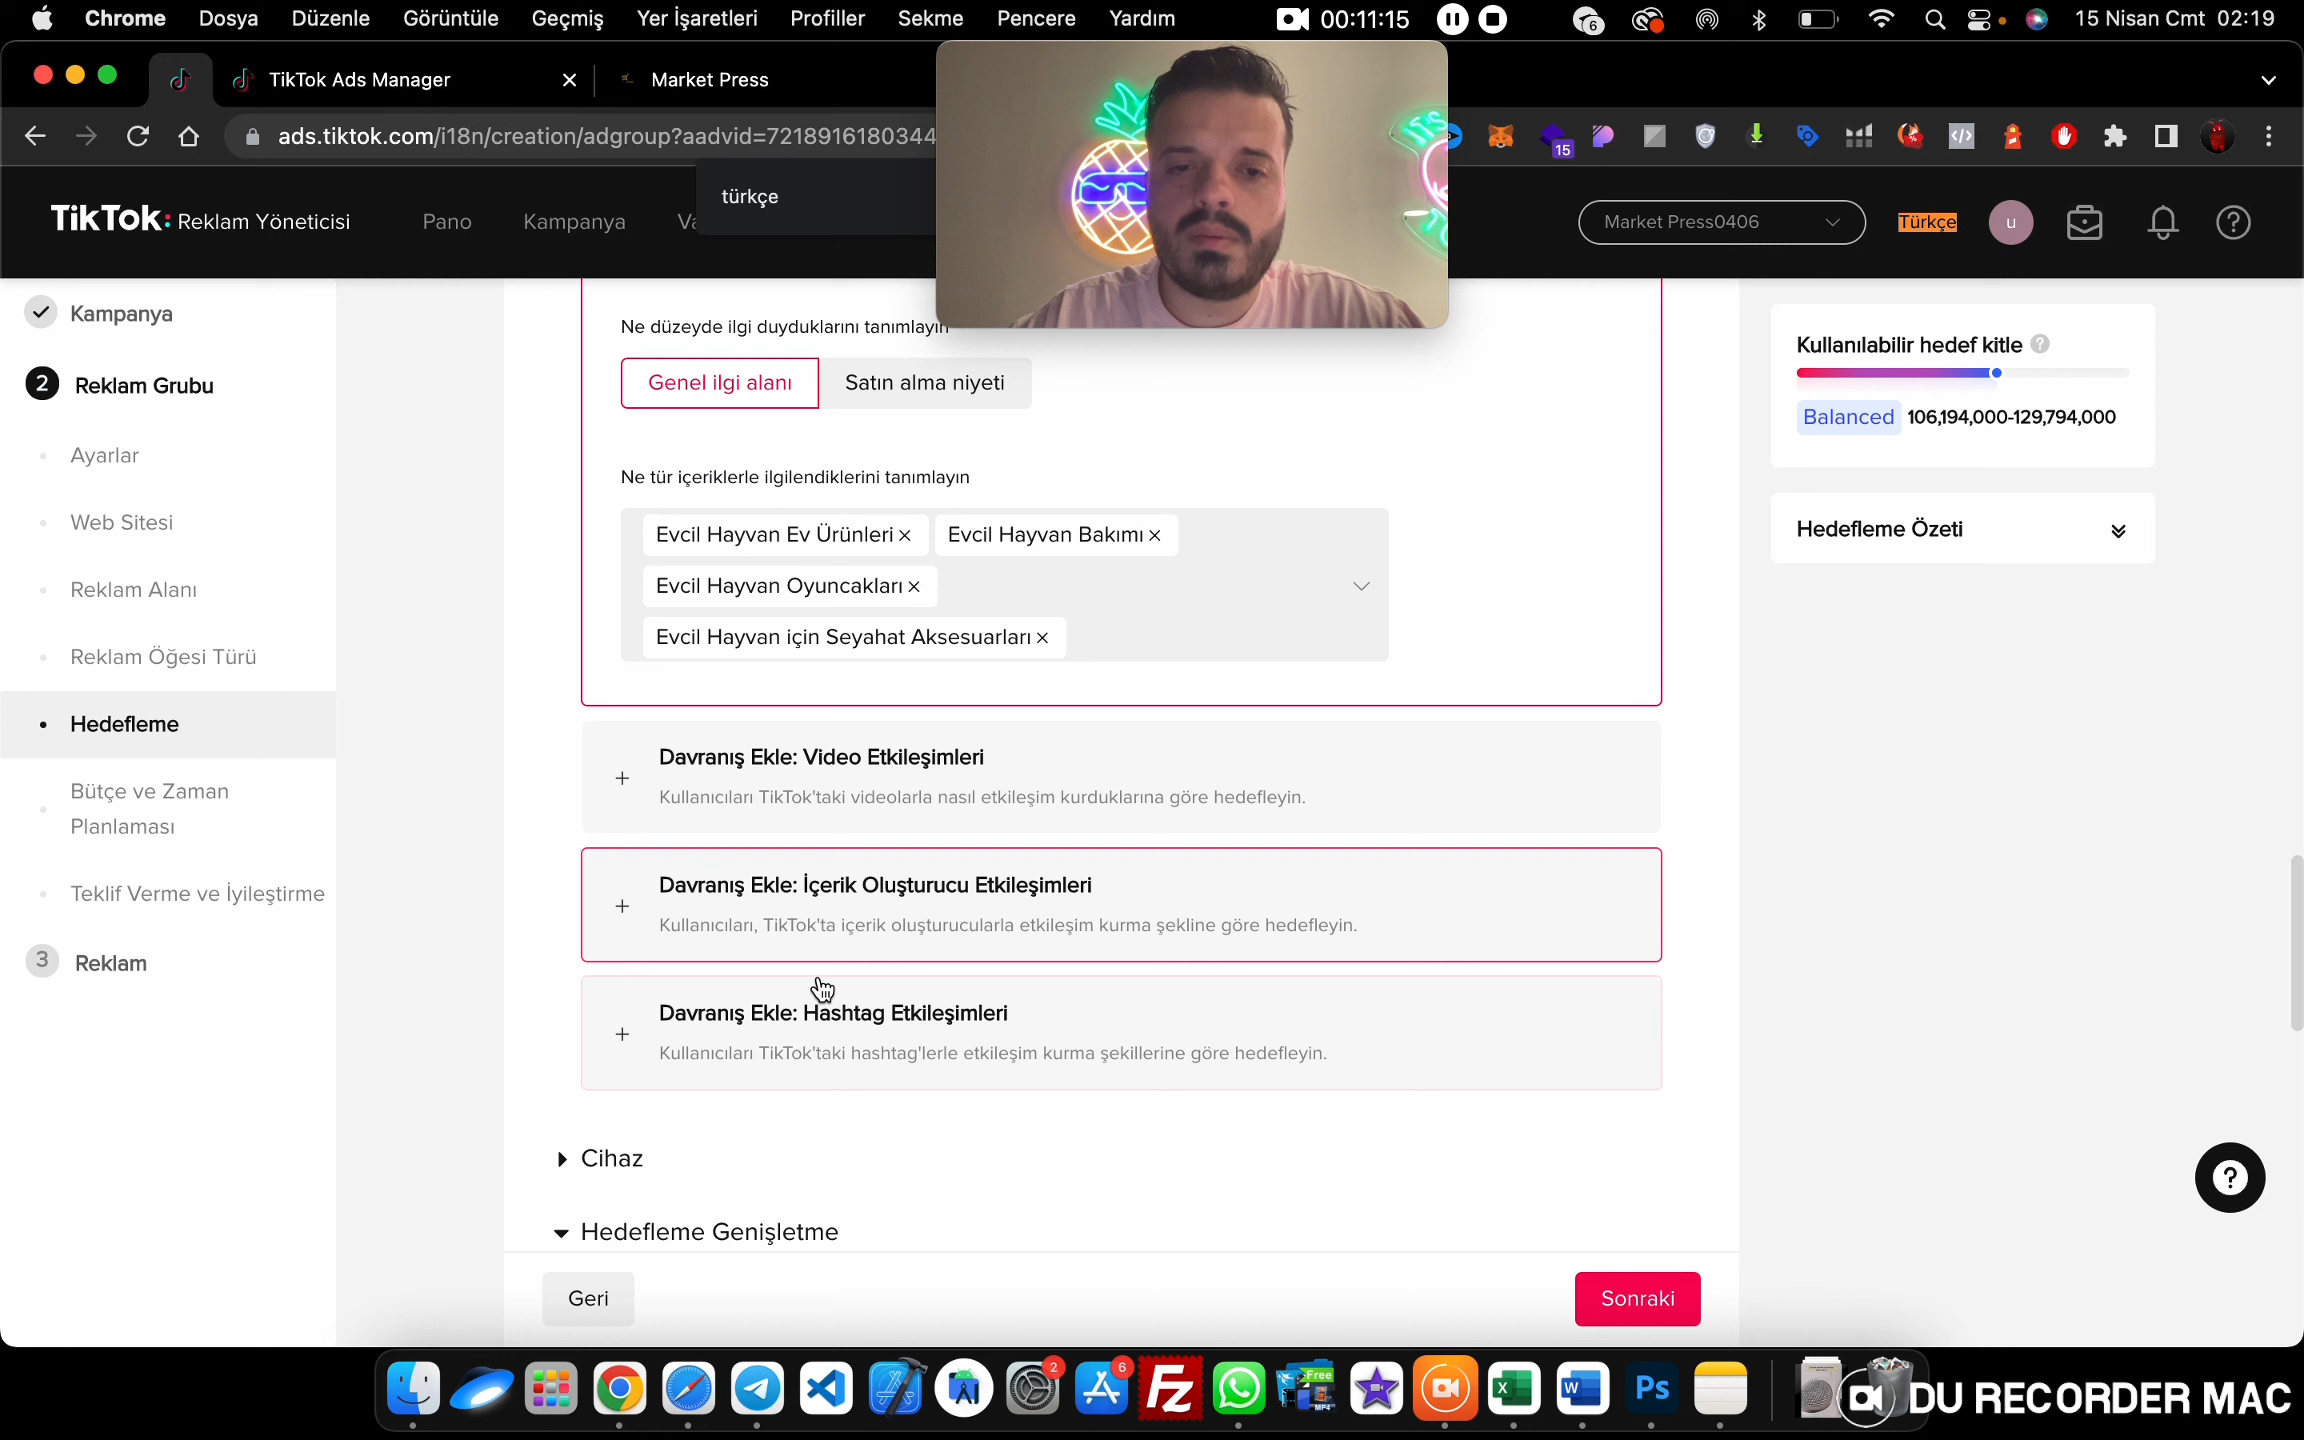 Chrome Dosya Düzenle Görüntüle Geçmiş Yer İşaretleri Profiller Sekme Pencere Yardım 00:11:15 6 15 Nisan Cmt 02:19
TikTok Ads Manager Market Press
ads.tiktok.com/i18n/creation/adgroup?aadvid=7218916180344 15
türkçe
TikTok: Reklam Yöneticisi Pano Kampanya Market Press0406 Türkçe u
Kampanya
2 Reklam Grubu
Ayarlar
Web Sitesi
Reklam Alanı
Reklam Öğesi Türü
Hedefleme
Bütçe ve Zaman
Planlaması
Teklif Verme ve İyileştirme
3 Reklam
Ne düzeyde ilgi duyduklarını tanımlayın
Genel ilgi alanı Satın alma niyeti
Ne tür içeriklerle ilgilendiklerini tanımlayın
Evcil Hayvan Ev Ürünleri Evcil Hayvan Bakımı
Evcil Hayvan Oyuncakları
Evcil Hayvan için Seyahat Aksesuarları
Davranış Ekle: Video Etkileşimleri
Kullanıcıları TikTok'taki videolarla nasıl etkileşim kurduklarına göre hedefleyin.
Davranış Ekle: İçerik Oluşturucu Etkileşimleri
Kullanıcıları, TikTok'ta içerik oluşturucularla etkileşim kurma şekline göre hedefleyin.
Davranış Ekle: Hashtag Etkileşimleri
Kullanıcıları TikTok'taki hashtag'lerle etkileşim kurma şekillerine göre hedefleyin.
Cihaz
Hedefleme Genişletme
Geri Sonraki
Kullanılabilir hedef kitle ?
Balanced 106,194,000-129,794,000
Hedefleme Özeti
?
2 6 Fz Free MP4 X W Ps
DU RECORDER MAC